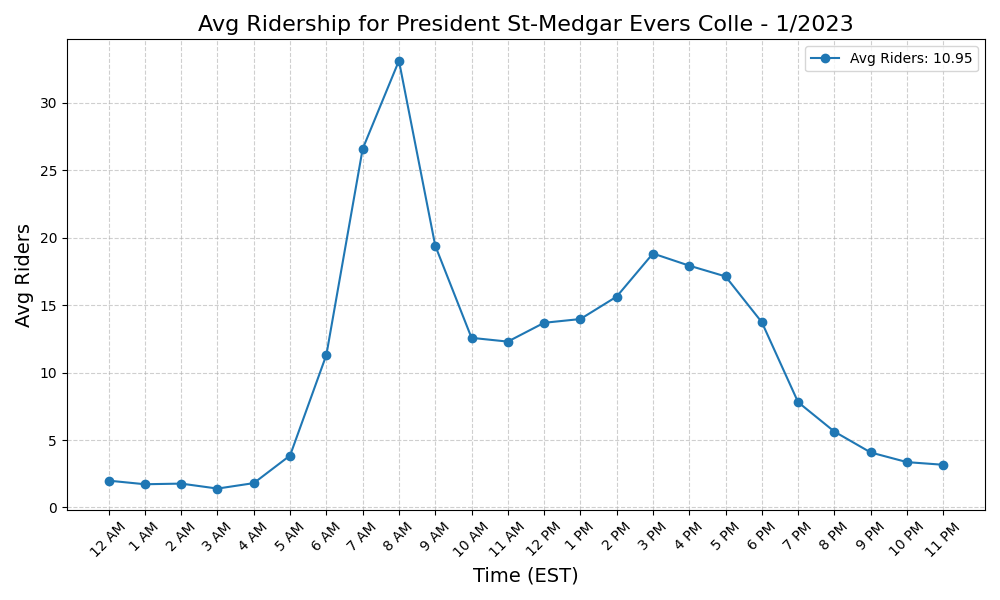 Avg Ridership for President St-Medgar Evers Colle - 1/2023
Avg Riders: 10.95
Avg Riders
30
25
20
15
10
5
0
12 AM
1 AM
2 AM
3 AM
4 AM
5 AM
6 AM
7 AM
8 AM
9 AM
10 AM
11 AM
12 PM
1 PM
2 PM
3 PM
4 PM
5 PM
6 PM
7 PM
8 PM
9 PM
10 PM
11 PM
Time (EST)